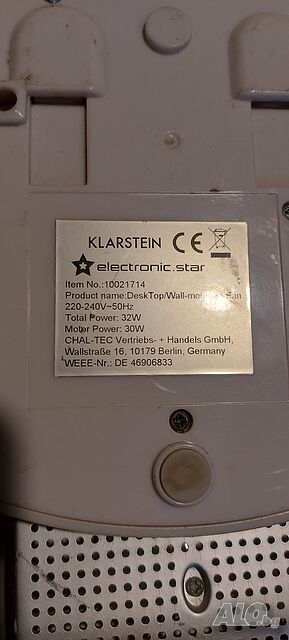 KLARSTEIN CE
electronic.star
Item No.:10021714
Product name:DeskTop/Wall-mounted Fan
220-240V~50Hz
Total Power: 32W
Motor Power: 30W
CHAL-TEC Vertriebs- + Handels GmbH,
Wallstraße 16, 10179 Berlin, Germany
WEEE-Nr.: DE 46906833
ALO.bg